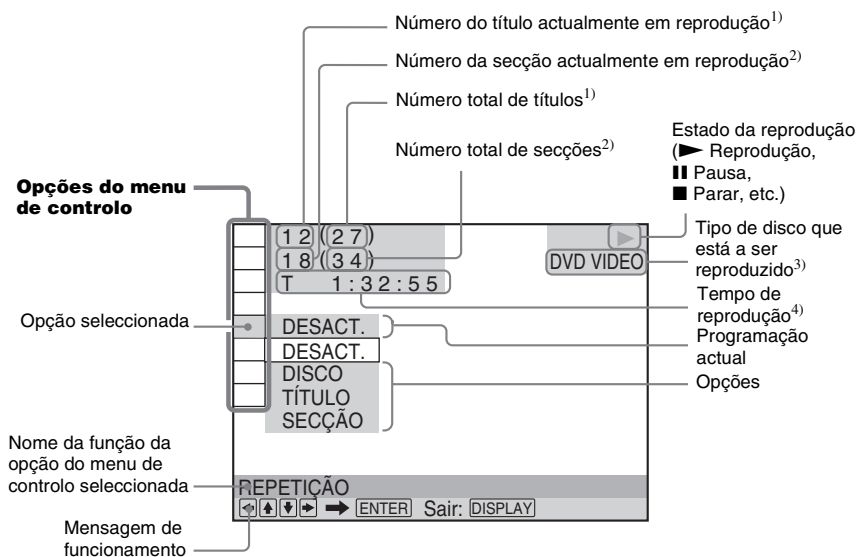 Número do título actualmente em reprodução1)
Número da secção actualmente em reprodução2)
Número total de títulos1)
Número total de secções2)
Estado da reprodução
(▶ Reprodução,
⏸ Pausa,
■ Parar, etc.)
Opções do menu
de controlo
12(27)
18(34)
T 1:32:55
▶
DVD VIDEO
Tipo de disco que
está a ser
reproduzido3)
Tempo de
reprodução4)
Programação
actual
Opções
Opção seleccionada
DESACT.
DESACT.
DISCO
TÍTULO
SECÇÃO
Nome da função da
opção do menu de
controlo seleccionada
REPETIÇÃO
←↑↓→ ➡ ENTER Sair: DISPLAY
Mensagem de
funcionamento